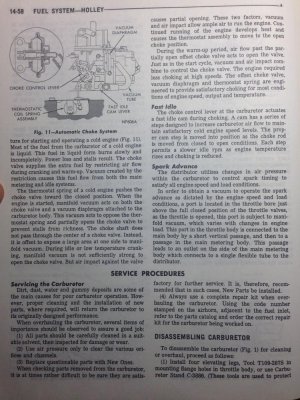 14-58 FUEL SYSTEM—HOLLEY
VACUUM
DIAPHRAGM
CHOKE CONTROL LEVER
VACUUM
TUBE
THERMOSTATIC
COIL SPRING
ASSEMBLY
FAST IDLE
CAM LEVER
NP606A
Fig. 11—Automatic Choke System
ture for starting and operating a cold engine (Fig. 11).
Most of the fuel from the carburetor of a cold engine
is liquid. This fuel in liquid form burns slowly and
incompletely. Power loss and stalls result. The choke
valve supplies the extra fuel by restricting air flow
during cranking and warm-up. Vacuum created by the
restriction causes this fuel flow from both the main
metering and idle systems.
The thermostatic spring of a cold engine pushes the
choke valve toward the closed position. When the
engine is started, manifold vacuum acts on both the
choke valve and a vacuum diaphragm attached to the
carburetor body. This vacuum acts to oppose the ther-
mostat spring and partially opens the choke valve to
prevent stalls from richness. The choke shaft does
not pass through the center of a choke valve. Instead,
it is offset to expose a large area at one side to mani-
fold vacuum. During idle or low temperature crank-
ing, manifold vacuum is not sufficiently strong to
open the choke valve. But air impact against the valve
causes partial opening. These two factors, vacuum
and air impact allow ample air to run the engine. Con-
tinued running of the engine develops heat and
causes the thermostat assembly to move to the open
choke position.
During the warm-up period, air flow past the par-
tially open offset choke valve acts to open the valve.
Just as in the start cycle, vacuum and air impact com-
bine to control the choke valve. The engine required
less choking at high speeds. The offset choke valve,
vacuum diaphragm and thermostat spring are engi-
neered to provide satisfactory choking for most condi-
tions of engine speed, output and temperature.
Fast Idle
The choke control lever at the carburetor actuates
the fast idle cam during choking. A cam has a series of
steps designed to increase carburetor air flow to main-
tain satisfactory cold engine speed levels. The prop-
er cam step is moved into position as the choke rod
is moved from closed to open conditions. Each step
permits a slower idle rpm as engine temperature
rises and choking is reduced.
Spark Advance
The distributor utilizes changes in air pressure
within the carburetor to control spark timing to
satisfy all engine speed and load conditions.
In order to obtain a vacuum to operate the spark
advance as dictated by the engine speed and load
conditions, a port is located in the throttle bore just
above the full closed position of the throttle valves,
as the throttle is opened, this port is subject to mani-
fold vacuum, which varies with changes in engine
load. This port in the throttle body is connected to the
main body by a short vertical passage, and then to a
passage in the main metering body. This passage
leads to an outlet on the side of the main metering
body which connects to a single flexible tube to the
distributor.
SERVICE PROCEDURES
Servicing the Carburetor
Dirt, dust, water and gummy deposits are some of
the main causes for poor carburetor operation. How-
ever, proper cleaning and the installation of new
parts, where required, will return the carburetor to
its originally designed performance.
When overhauling the carburetor, several items of
importance should be observed to assure a good job:
(1) All parts should be carefully cleaned in a suit-
able solvent, then inspected for damage or wear.
(2) Use air pressure only to clear the various ori-
fices and channels.
(3) Replace questionable parts with New Ones.
When checking parts removed from the carburetor,
it is at times rather difficult to be sure they are satis-
factory for further service. It is, therefore, recom-
mended that in such cases, New Parts be installed.
(4) Always use a complete repair kit when over-
hauling the carburetor. Using the code number
stamped on the airhorn, adjacent to the fuel inlet,
refer to the parts catalog and order the correct repair
kit for the carburetor being worked on.
DISASSEMBLING CARBURETOR
To disassemble the carburetor (Fig. 1) for cleaning
or overhaul, proceed as follows:
(1) Install four elevating legs, Tool T109-287S in
mounting flange holes in throttle body, or use Carbu-
retor Stand C-3886. (These tools are used to protect